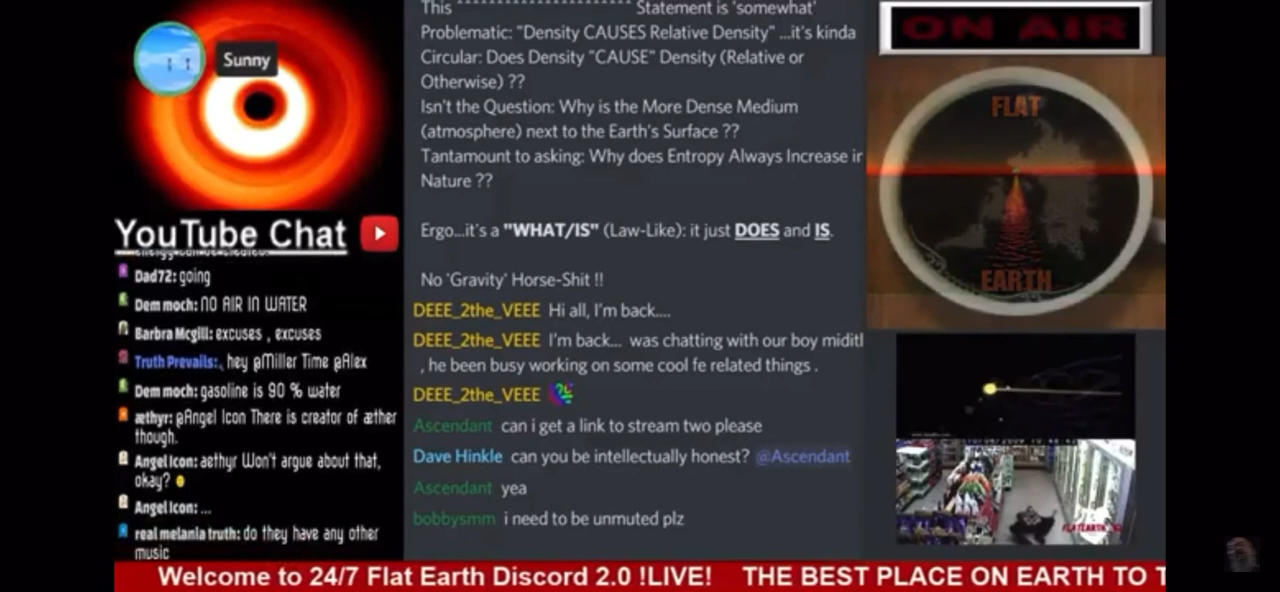 Sunny
YouTube Chat
Dad72: going
Dem moch: NO AIR IN WATER
Barbra Mcgill: excuses , excuses
Truth Prevails: hey @Miller Time @Alex
Dem moch: gasoline is 90 % water
æthyr: @Angel Icon There is creator of æther
though.
Angel Icon: aethyr Won't argue about that,
okay?
Angel Icon: ...
real melania truth: do they have any other
music
This Statement is 'somewhat'
Problematic: "Density CAUSES Relative Density" ...it's kinda
Circular: Does Density "CAUSE" Density (Relative or
Otherwise) ??
Isn't the Question: Why is the More Dense Medium
(atmosphere) next to the Earth's Surface ??
Tantamount to asking: Why does Entropy Always Increase in
Nature ??
Ergo...it's a "WHAT/IS" (Law-Like): it just DOES and IS.
No 'Gravity' Horse-Shit !!
DEEE_2the_VEEE Hi all, I'm back....
DEEE_2the_VEEE I'm back... was chatting with our boy miditl
, he been busy working on some cool fe related things .
DEEE_2the_VEEE
Ascendant can i get a link to stream two please
Dave Hinkle can you be intellectually honest? @Ascendant
Ascendant yea
bobbysmm i need to be unmuted plz
ON AIR
FLAT
EARTH
Welcome to 24/7 Flat Earth Discord 2.0 !LIVE! THE BEST PLACE ON EARTH TO T